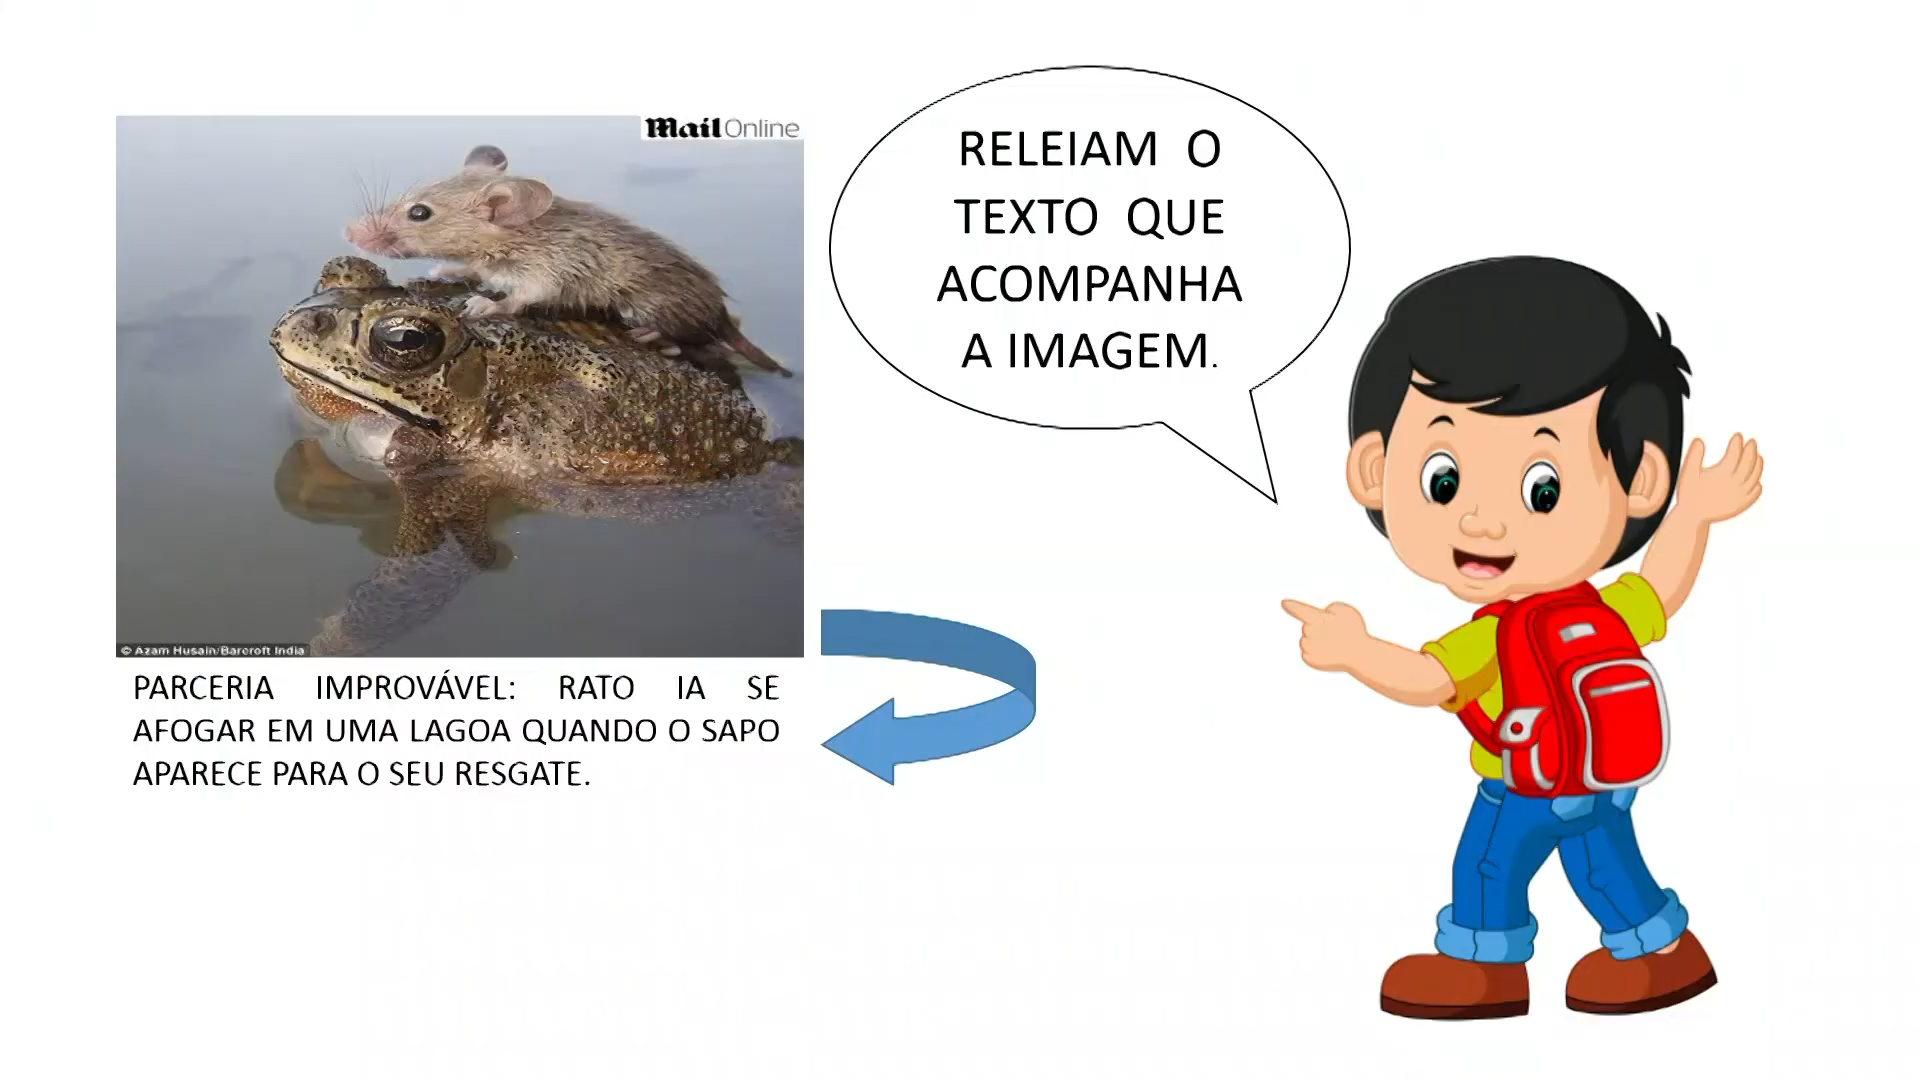 Mail Online
© Azam Husain/Barcroft India
PARCERIA IMPROVÁVEL: RATO IA SE
AFOGAR EM UMA LAGOA QUANDO O SAPO
APARECE PARA O SEU RESGATE.
RELEIAM O
TEXTO QUE
ACOMPANHA
A IMAGEM.